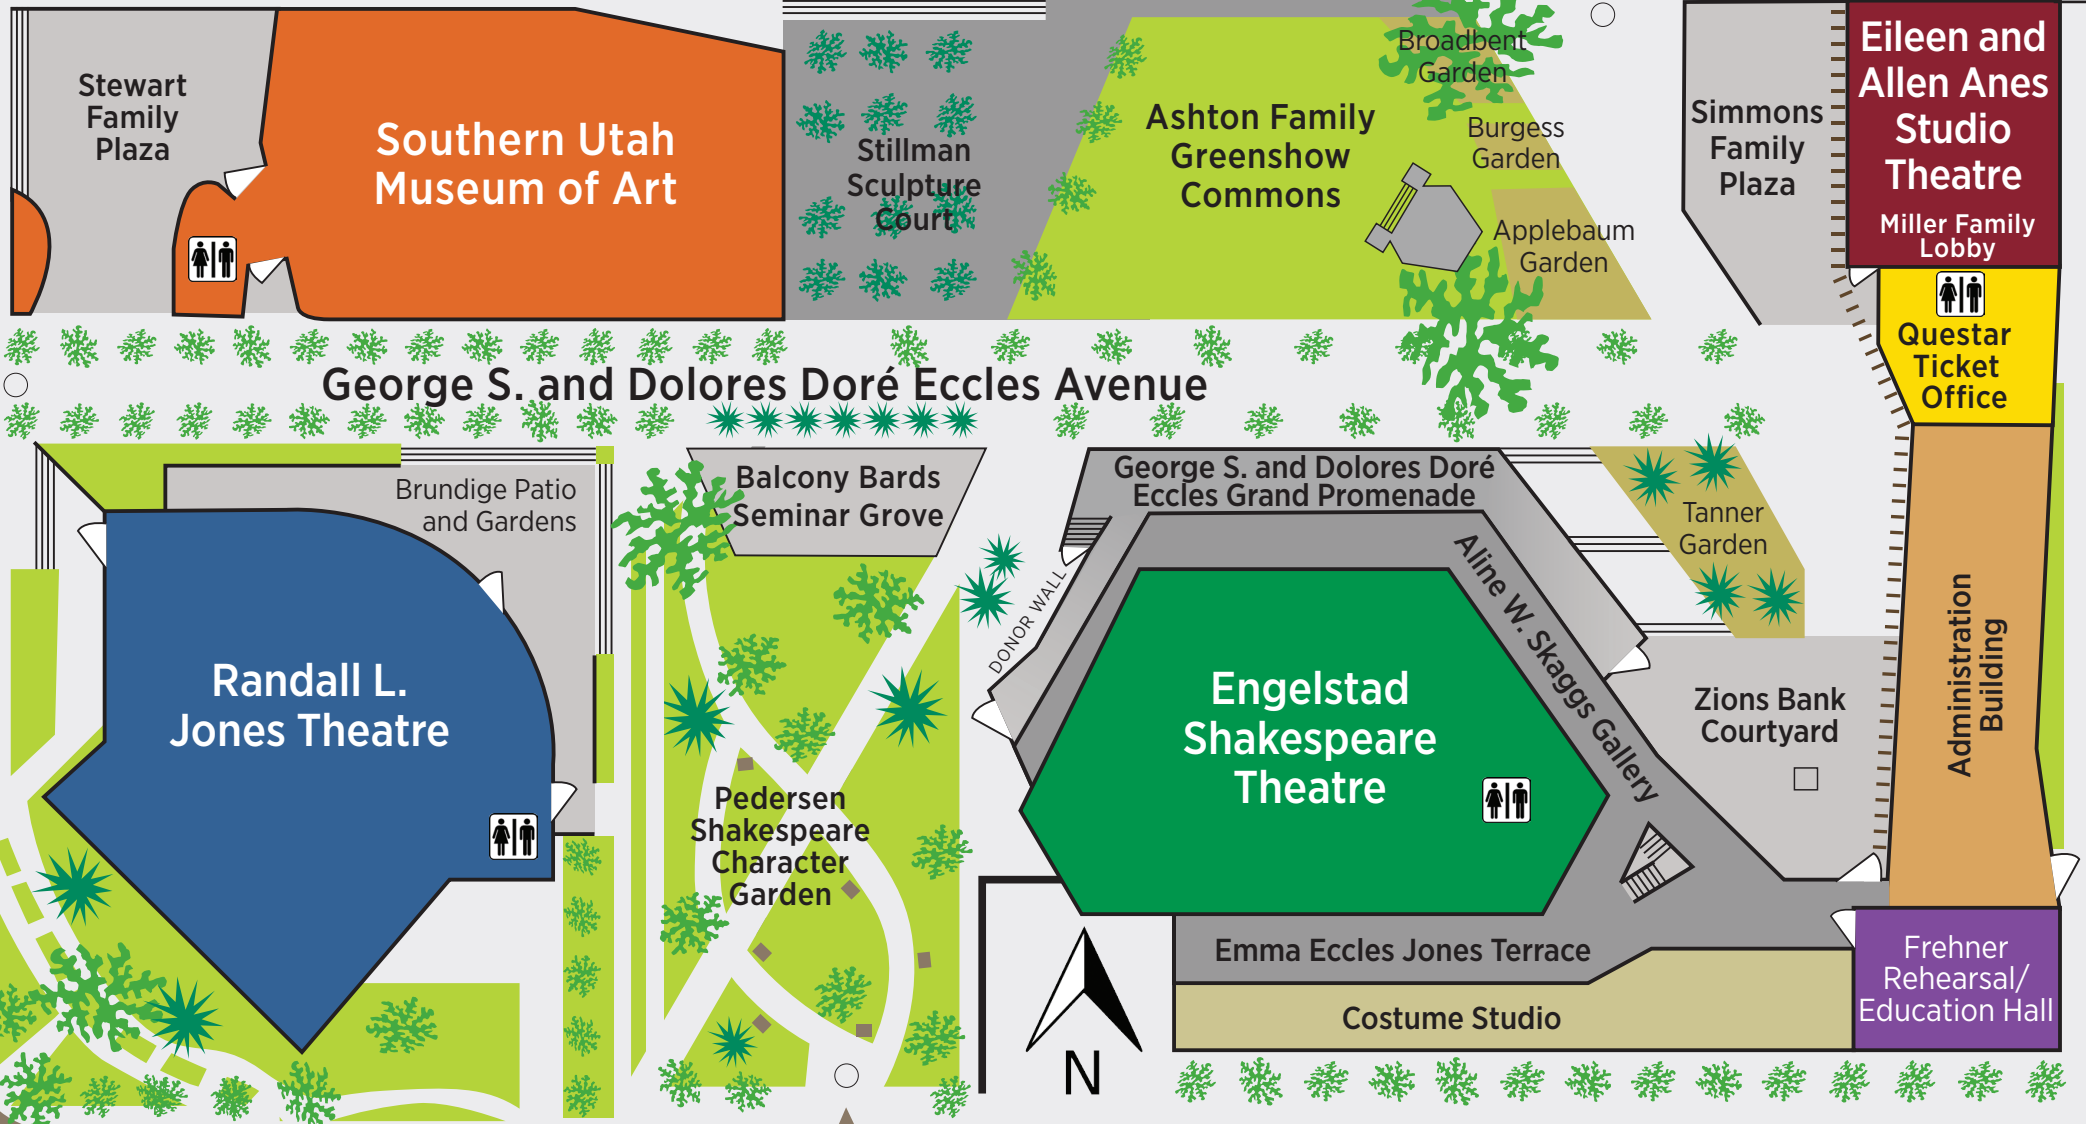 Stewart
Family
Plaza
Southern Utah
Museum of Art
Stillman
Sculpture
Court
Ashton Family
Greenshow
Commons
Broadbent
Garden
Burgess
Garden
Applebaum
Garden
Simmons
Family
Plaza
Eileen and
Allen Anes
Studio
Theatre
Miller Family
Lobby
Questar
Ticket
Office
George S. and Dolores Doré Eccles Avenue
Brundige Patio
and Gardens
Balcony Bards
Seminar Grove
George S. and Dolores Doré
Eccles Grand Promenade
Tanner
Garden
DONOR WALL
Aline W. Skaggs Gallery
Randall L.
Jones Theatre
Engelstad
Shakespeare
Theatre
Zions Bank
Courtyard
Administration
Building
Pedersen
Shakespeare
Character
Garden
Emma Eccles Jones Terrace
Costume Studio
Frehner
Rehearsal/
Education Hall
N